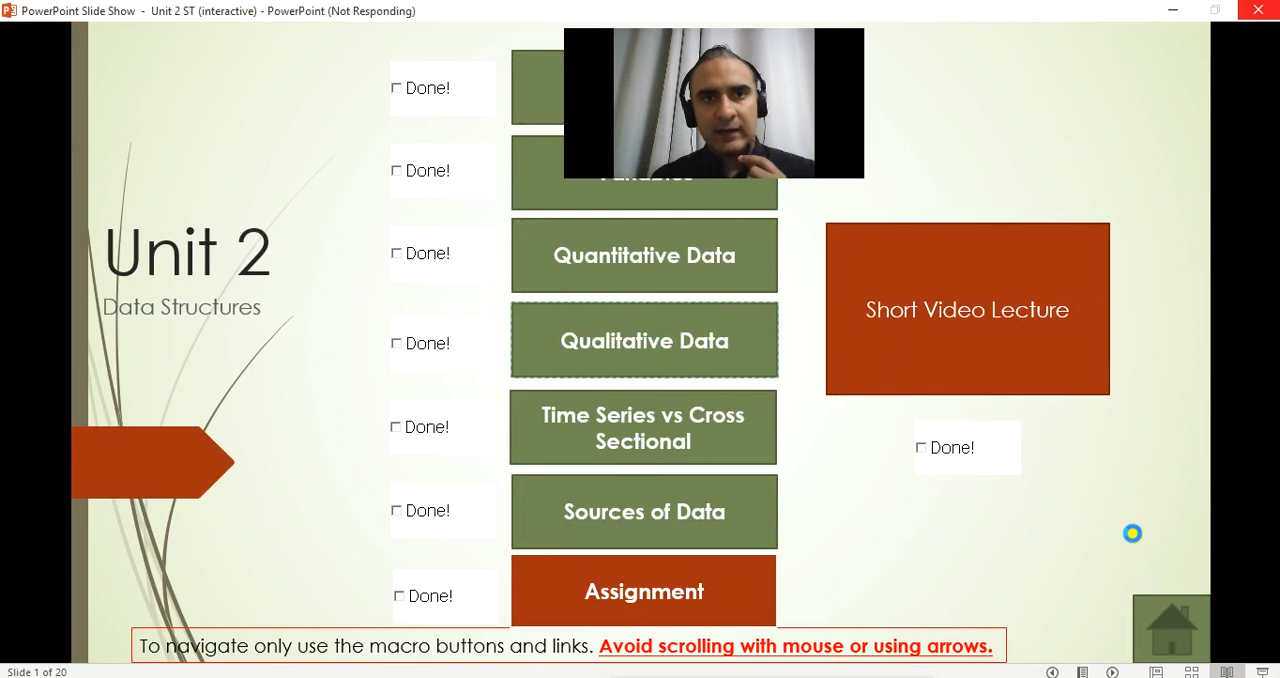 PowerPoint Slide Show - Unit 2 ST (interactive) - PowerPoint (Not Responding)
Done!
Done!
Quantitative Data
Done!
Unit 2
Data Structures
Short Video Lecture
Qualitative Data
Done!
Time Series vs Cross
Sectional
Done!
Done!
Sources of Data
Done!
Assignment
Done!
To navigate only use the macro buttons and links. Avoid scrolling with mouse or using arrows.
Slide 1 of 20